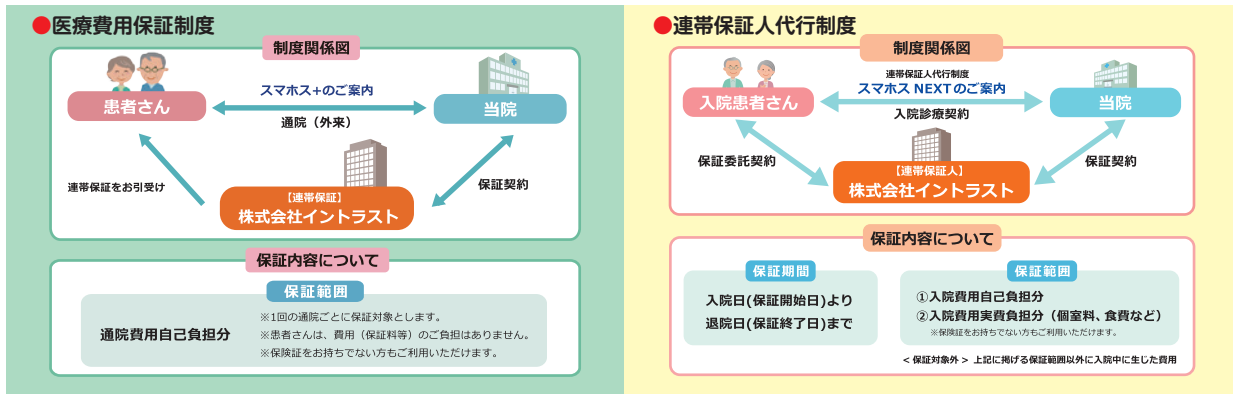 ●医療費用保証制度
制度関係図
患者さん
スマホス+のご案内
通院（外来）
当院
連帯保証をお引受け
保証契約
【連帯保証】
株式会社イントラスト
保証内容について
保証範囲
通院費用自己負担分
※1回の通院ごとに保証対象とします。
※患者さんは、費用（保証料等）のご負担はありません。
※保険証をお持ちでない方もご利用いただけます。
●連帯保証人代行制度
制度関係図
入院患者さん
連帯保証人代行制度
スマホス NEXTのご案内
入院診療契約
当院
保証委託契約
保証契約
【連帯保証人】
株式会社イントラスト
保証内容について
保証期間
入院日(保証開始日)より
退院日(保証終了日)まで
保証範囲
①入院費用自己負担分
②入院費用実費負担分（個室料、食費など）
※保険証をお持ちでない方もご利用いただけます。
< 保証対象外 > 上記に掲げる保証範囲以外に入院中に生じた費用